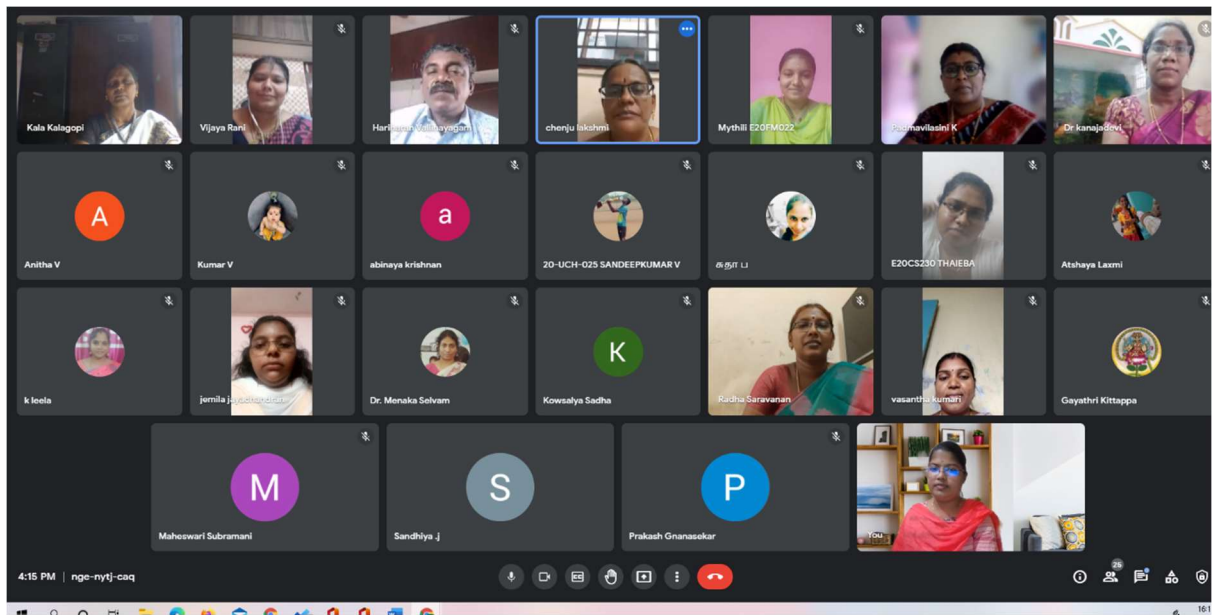 Kala Kalagopi
Vijaya Rani
chenju lakshmi
Mythili E20FM022
Padmavilasini K
Dr kanajadevi
A
Anitha V
Kumar V
a
abinaya krishnan
20-UCH-025 SANDEEPKUMAR V
சுதா ப
E20CS230 THAIEBA
Atshaya Laxmi
k leela
jemila
Dr. Menaka Selvam
K
Kowsalya Sadha
Radha Saravanan
vasantha kumari
Gayathri Kittappa
M
Maheswari Subramani
S
Sandhiya .j
P
Prakash Gnanasekar
You
4:15 PM | nge-nytj-caq
CC
25